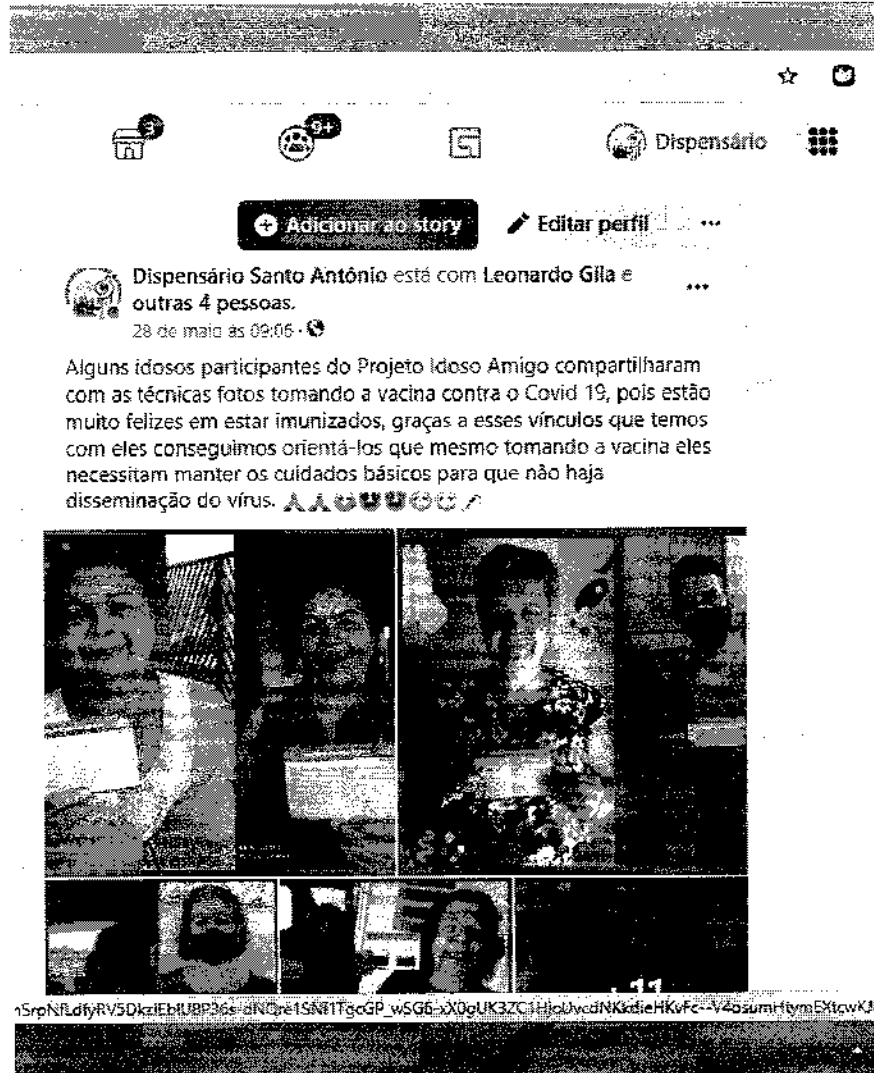 3
9+
Dispensário
Adicionar ao story
Editar perfil
Dispensário Santo Antônio está com Leonardo Gila e
outras 4 pessoas.
28 de maio às 09:06
Alguns idosos participantes do Projeto Idoso Amigo compartilharam
com as técnicas fotos tomando a vacina contra o Covid 19, pois estão
muito felizes em estar imunizados, graças a esses vínculos que temos
com eles conseguimos orientá-los que mesmo tomando a vacina eles
necessitam manter os cuidados básicos para que não haja
disseminação do vírus.
+11